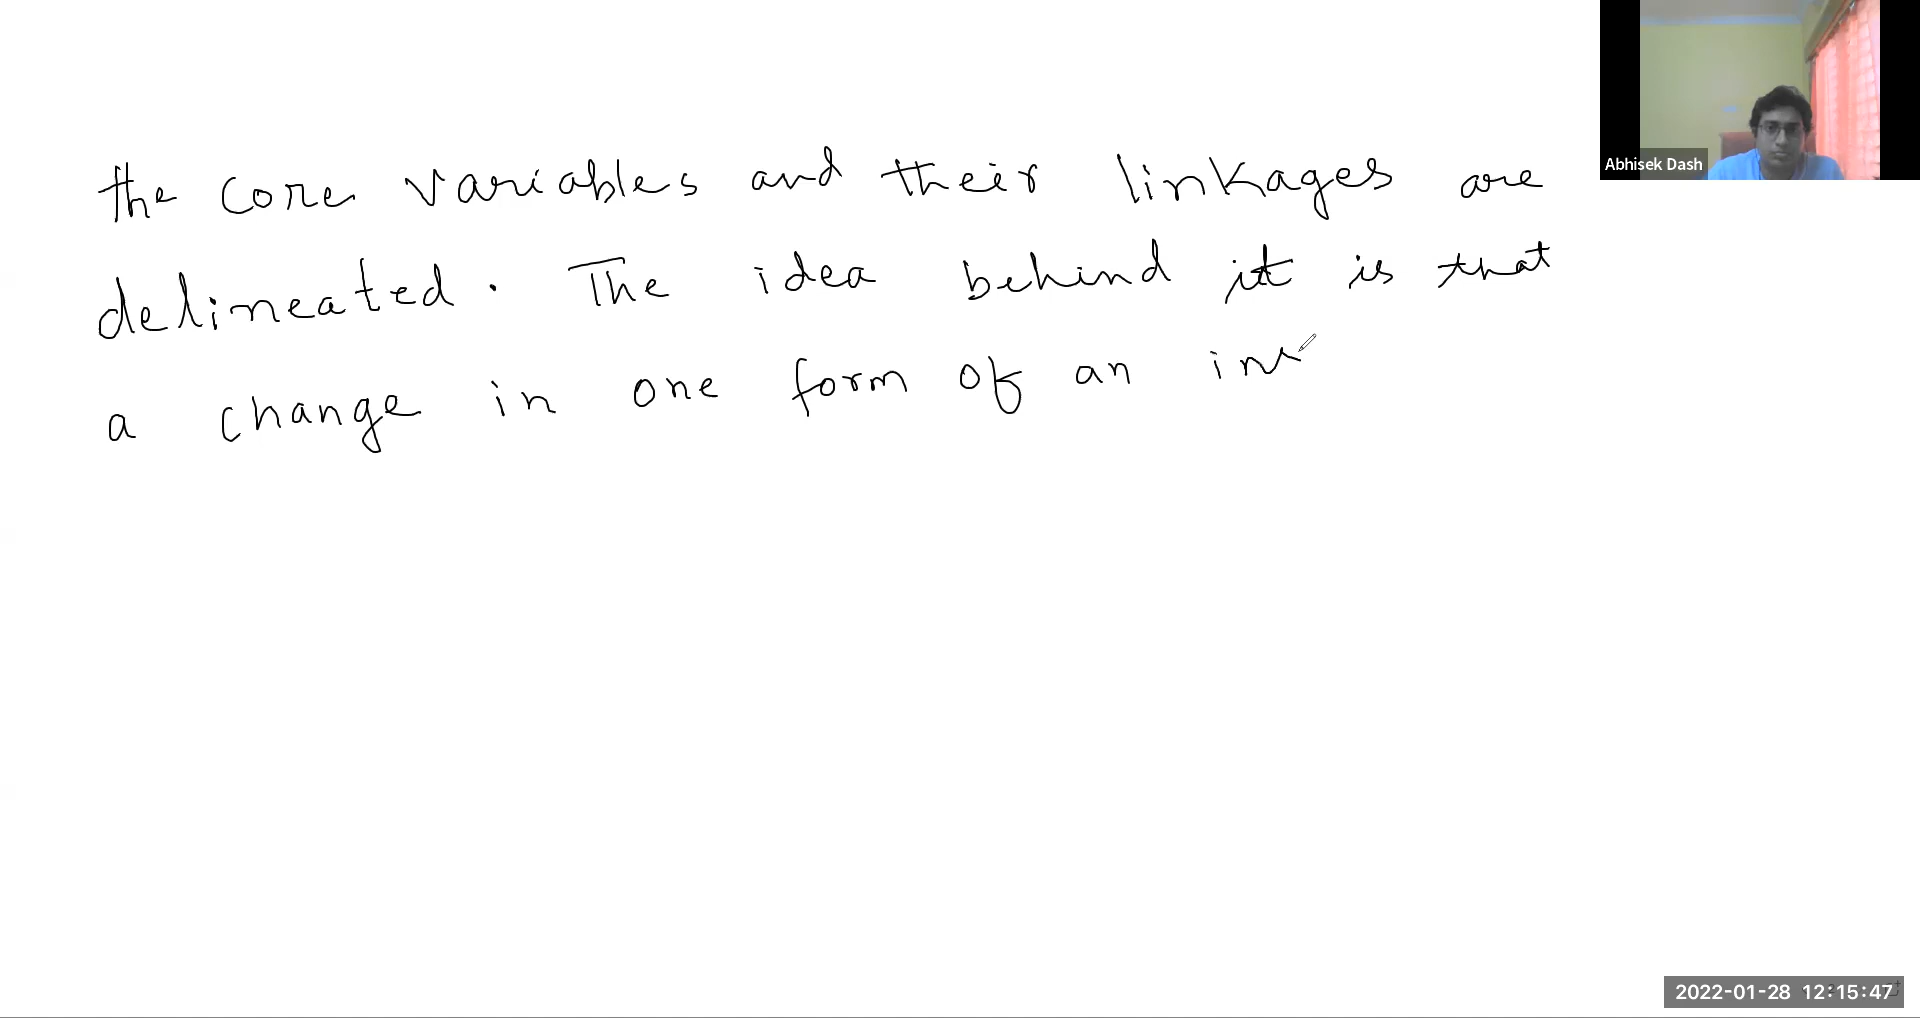 the core variables and their linkages are
delineated. The idea behind it is that
a change in one form of an
Abhisek Dash
2022-01-28 12:15:47